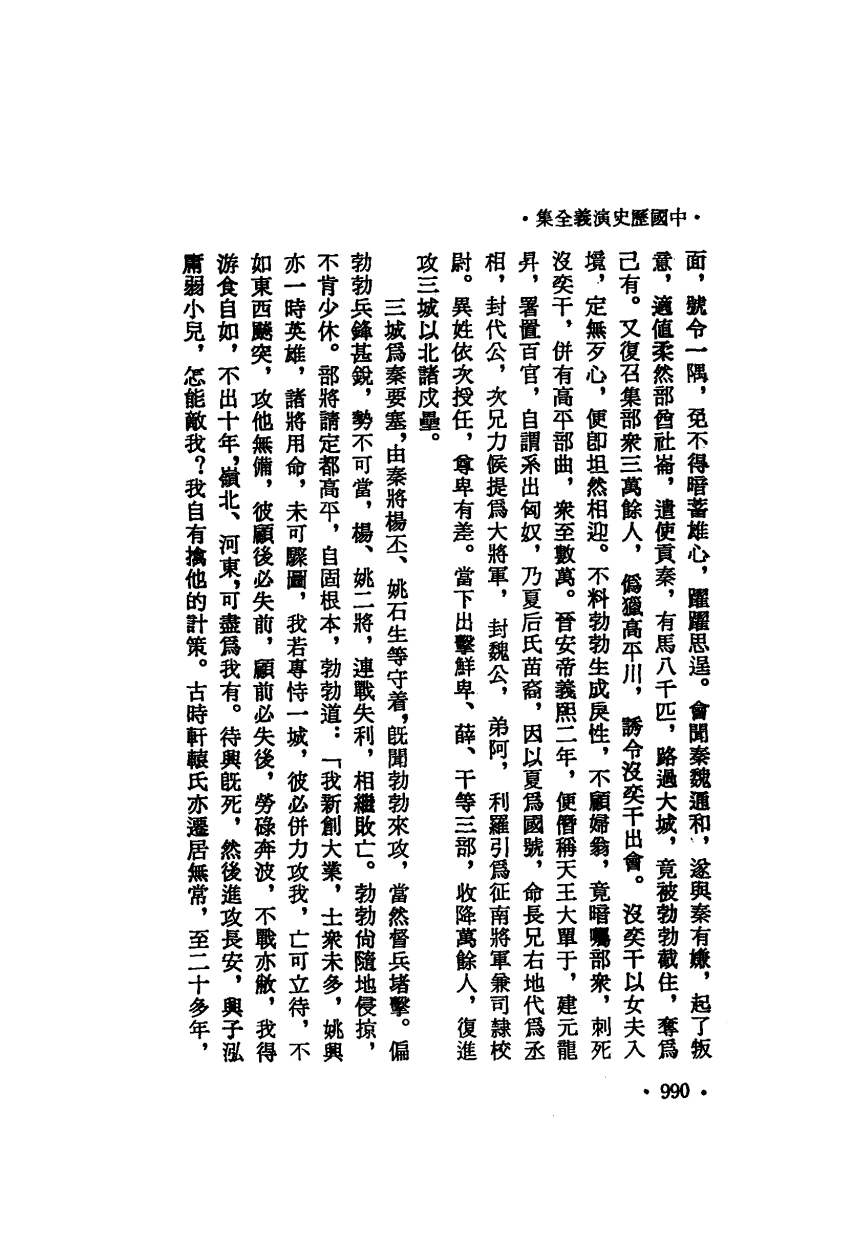 ·中國歷史演義全集·
面，號令一隅，免不得暗蓄雄心，躍躍思逞。會聞秦魏通和，遂與秦有嫌，起了叛
意，適値柔然部酋社崙，遣使貢秦，有馬八千匹，路過大城，竟被勃勃截住，奪爲
己有。又復召集部衆三萬餘人，僞獵高平川，誘令沒奕干出會。沒奕干以女夫入
境，定無歹心，便卽坦然相迎。不料勃勃生成戾性，不顧婦翁，竟暗囑部衆，刺死
沒奕干，併有高平部曲，衆至數萬。晉安帝義熙二年，便僭稱天王大單于，建元龍
昇，署置百官，自謂系出匈奴，乃夏后氏苗裔，因以夏爲國號，命長兄右地代爲丞
相，封代公，次兄力候提爲大將軍，封魏公，弟阿，利羅引爲征南將軍兼司隸校
尉。異姓依次授任，尊卑有差。當下出擊鮮卑、薛、干等三部，收降萬餘人，復進
攻三城以北諸戍壘。
三城爲秦要塞，由秦將楊丕、姚石生等守着，旣聞勃勃來攻，當然督兵堵擊。偏
勃勃兵鋒甚銳，勢不可當，楊、姚二將，連戰失利，相繼敗亡。勃勃尙隨地侵掠，
不肯少休。部將請定都高平，自固根本，勃勃道：「我新創大業，士衆未多，姚興
亦一時英雄，諸將用命，未可驟圖，我若專恃一城，彼必併力攻我，亡可立待，不
如東西飇突，攻他無備，彼顧後必失前，顧前必失後，勞碌奔波，不戰亦敝，我得
游食自如，不出十年，嶺北、河東，可盡爲我有。待興旣死，然後進攻長安，興子泓
庸弱小兒，怎能敵我？我自有擒他的計策。古時軒轅氏亦遷居無常，至二十多年，
·990·